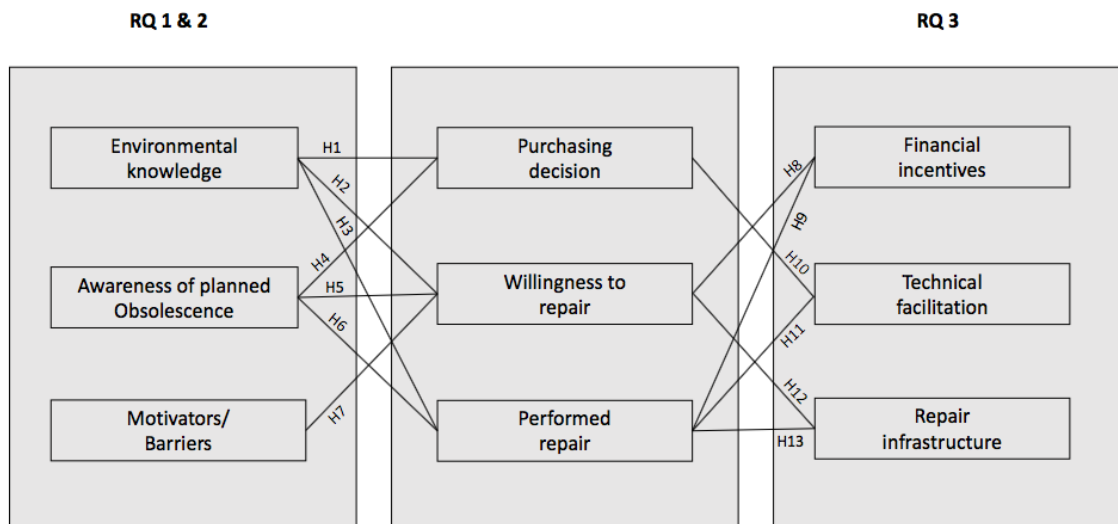 RQ 1 & 2
RQ 3
Environmental
knowledge
H1
H2
H3
Purchasing
decision
H8
H9
Financial
incentives
Awareness of planned
Obsolescence
H4
H5
H6
Willingness to
repair
H10
H11
Technical
facilitation
Motivators/
Barriers
H7
Performed
repair
H12
H13
Repair
infrastructure